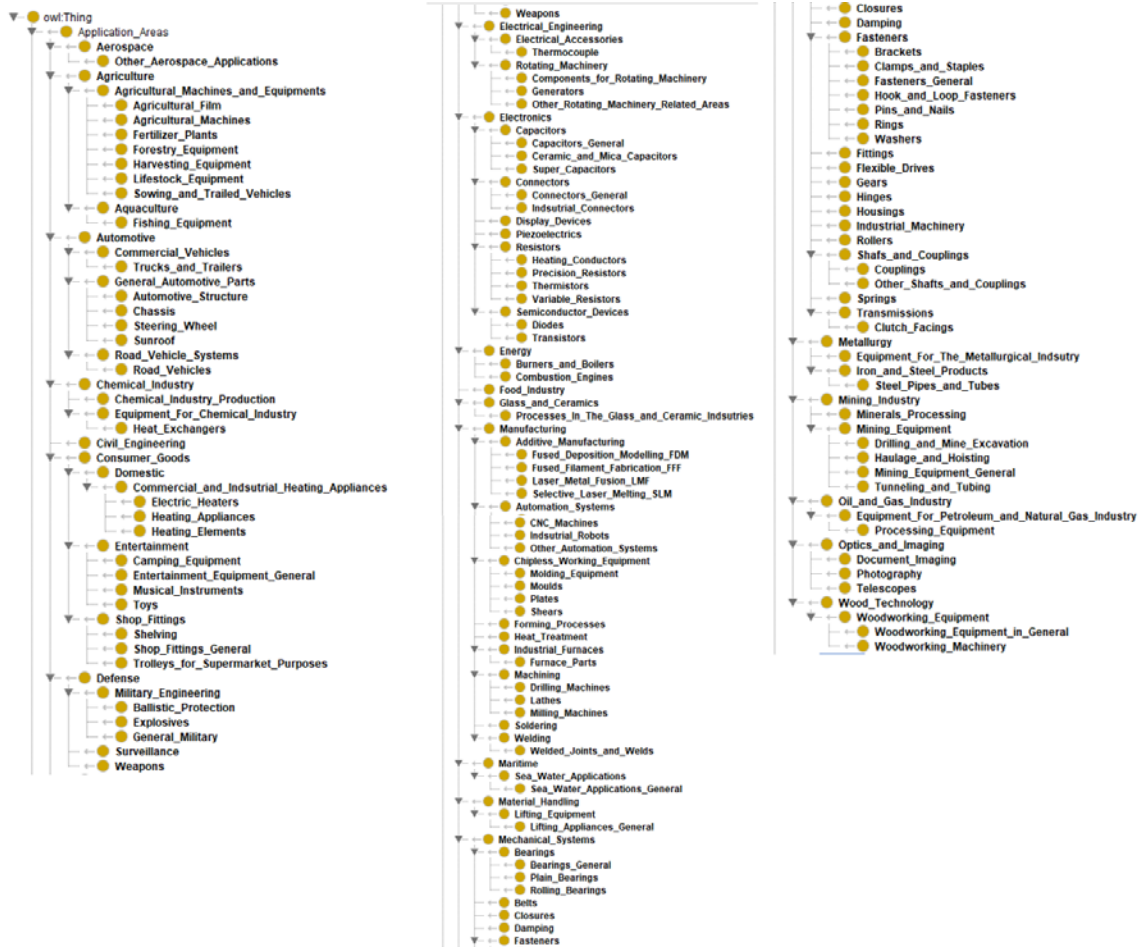 owl:Thing
Application_Areas
Aerospace
Other_Aerospace_Applications
Agriculture
Agricultural_Machines_and_Equipments
Agricultural_Film
Agricultural_Machines
Fertilizer_Plants
Forestry_Equipment
Harvesting_Equipment
Lifestock_Equipment
Sowing_and_Trailed_Vehicles
Aquaculture
Fishing_Equipment
Automotive
Commercial_Vehicles
Trucks_and_Trailers
General_Automotive_Parts
Automotive_Structure
Chassis
Steering_Wheel
Sunroof
Road_Vehicle_Systems
Road_Vehicles
Chemical_Industry
Chemical_Industry_Production
Equipment_For_Chemical_Industry
Heat_Exchangers
Civil_Engineering
Consumer_Goods
Domestic
Commercial_and_Indsutrial_Heating_Appliances
Electric_Heaters
Heating_Appliances
Heating_Elements
Entertainment
Camping_Equipment
Entertainment_Equipment_General
Musical_Instruments
Toys
Shop_Fittings
Shelving
Shop_Fittings_General
Trolleys_for_Supermarket_Purposes
Defense
Military_Engineering
Ballistic_Protection
Explosives
General_Military
Surveillance
Weapons
Weapons
Electrical_Engineering
Electrical_Accessories
Thermocouple
Rotating_Machinery
Components_for_Rotating_Machinery
Generators
Other_Rotating_Machinery_Related_Areas
Electronics
Capacitors
Capacitors_General
Ceramic_and_Mica_Capacitors
Super_Capacitors
Connectors
Connectors_General
Indsutrial_Connectors
Display_Devices
Piezoelectrics
Resistors
Heating_Conductors
Precision_Resistors
Thermistors
Variable_Resistors
Semiconductor_Devices
Diodes
Transistors
Energy
Burners_and_Boilers
Combustion_Engines
Food_Industry
Glass_and_Ceramics
Processes_In_The_Glass_and_Ceramic_Indsutries
Manufacturing
Additive_Manufacturing
Fused_Deposition_Modelling_FDM
Fused_Filament_Fabrication_FFF
Laser_Metal_Fusion_LMF
Selective_Laser_Melting_SLM
Automation_Systems
CNC_Machines
Indsutrial_Robots
Other_Automation_Systems
Chipless_Working_Equipment
Molding_Equipment
Moulds
Plates
Shears
Forming_Processes
Heat_Treatment
Industrial_Furnaces
Furnace_Parts
Machining
Drilling_Machines
Lathes
Milling_Machines
Soldering
Welding
Welded_Joints_and_Welds
Maritime
Sea_Water_Applications
Sea_Water_Applications_General
Material_Handling
Lifting_Equipment
Lifting_Appliances_General
Mechanical_Systems
Bearings
Bearings_General
Plain_Bearings
Rolling_Bearings
Belts
Closures
Damping
Fasteners
Closures
Damping
Fasteners
Brackets
Clamps_and_Staples
Fasteners_General
Hook_and_Loop_Fasteners
Pins_and_Nails
Rings
Washers
Fittings
Flexible_Drives
Gears
Hinges
Housings
Industrial_Machinery
Rollers
Shafs_and_Couplings
Couplings
Other_Shafts_and_Couplings
Springs
Transmissions
Clutch_Facings
Metallurgy
Equipment_For_The_Metallurgical_Indsutry
Iron_and_Steel_Products
Steel_Pipes_and_Tubes
Mining_Industry
Minerals_Processing
Mining_Equipment
Drilling_and_Mine_Excavation
Haulage_and_Hoisting
Mining_Equipment_General
Tunneling_and_Tubing
Oil_and_Gas_Industry
Equipment_For_Petroleum_and_Natural_Gas_Industry
Processing_Equipment
Optics_and_Imaging
Document_Imaging
Photography
Telescopes
Wood_Technology
Woodworking_Equipment
Woodworking_Equipment_in_General
Woodworking_Machinery